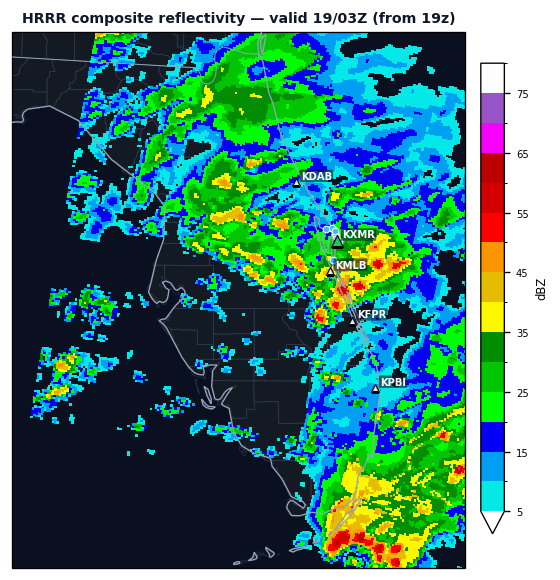 HRRR composite reflectivity — valid 19/03Z (from 19z)
KDAB
KXMR
KMLB
KFPR
KPBI
75
65
55
45
35
25
15
5
dBZ